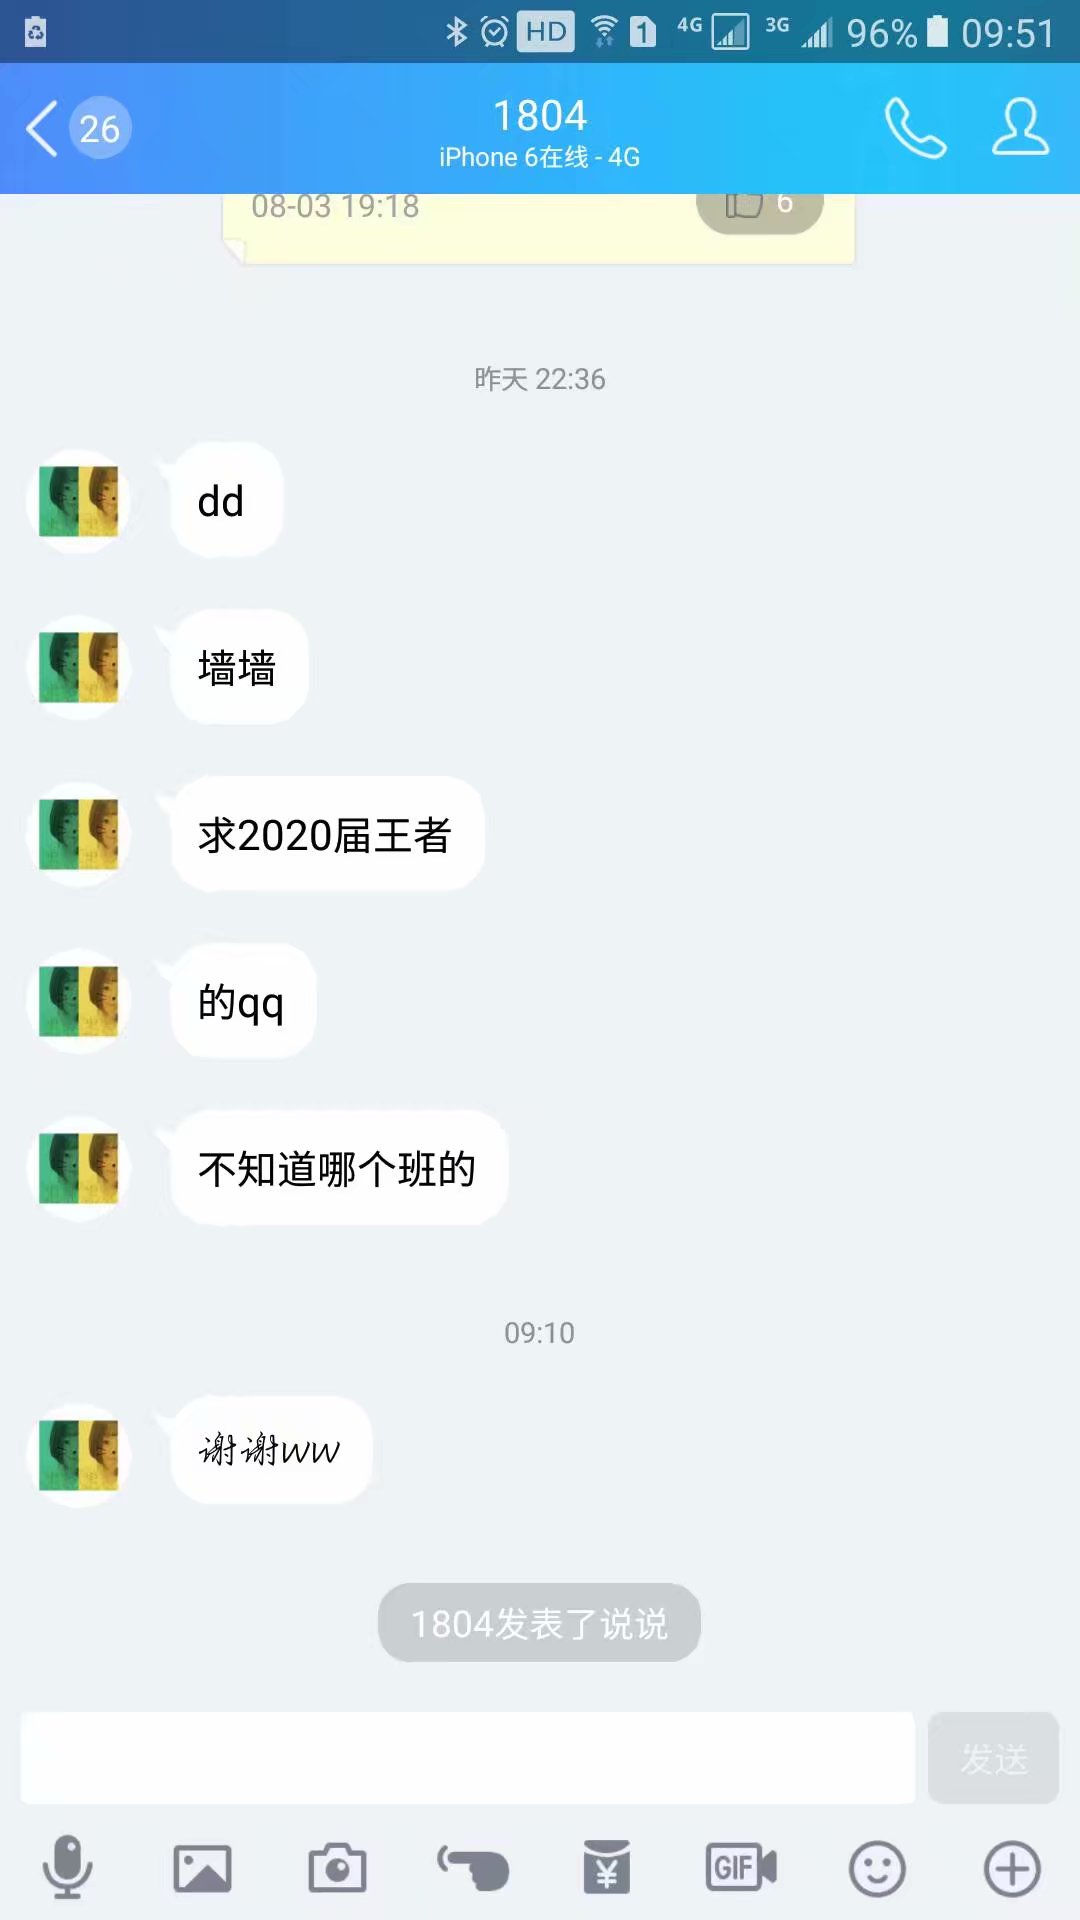 HD 1 4G 3G 96% 09:51
26
1804
iPhone 6在线 - 4G
08-03 19:18
6
昨天 22:36
dd
墙墙
求2020届王者
的qq
不知道哪个班的
09:10
谢谢ww
1804发表了说说
发送
¥
GIF